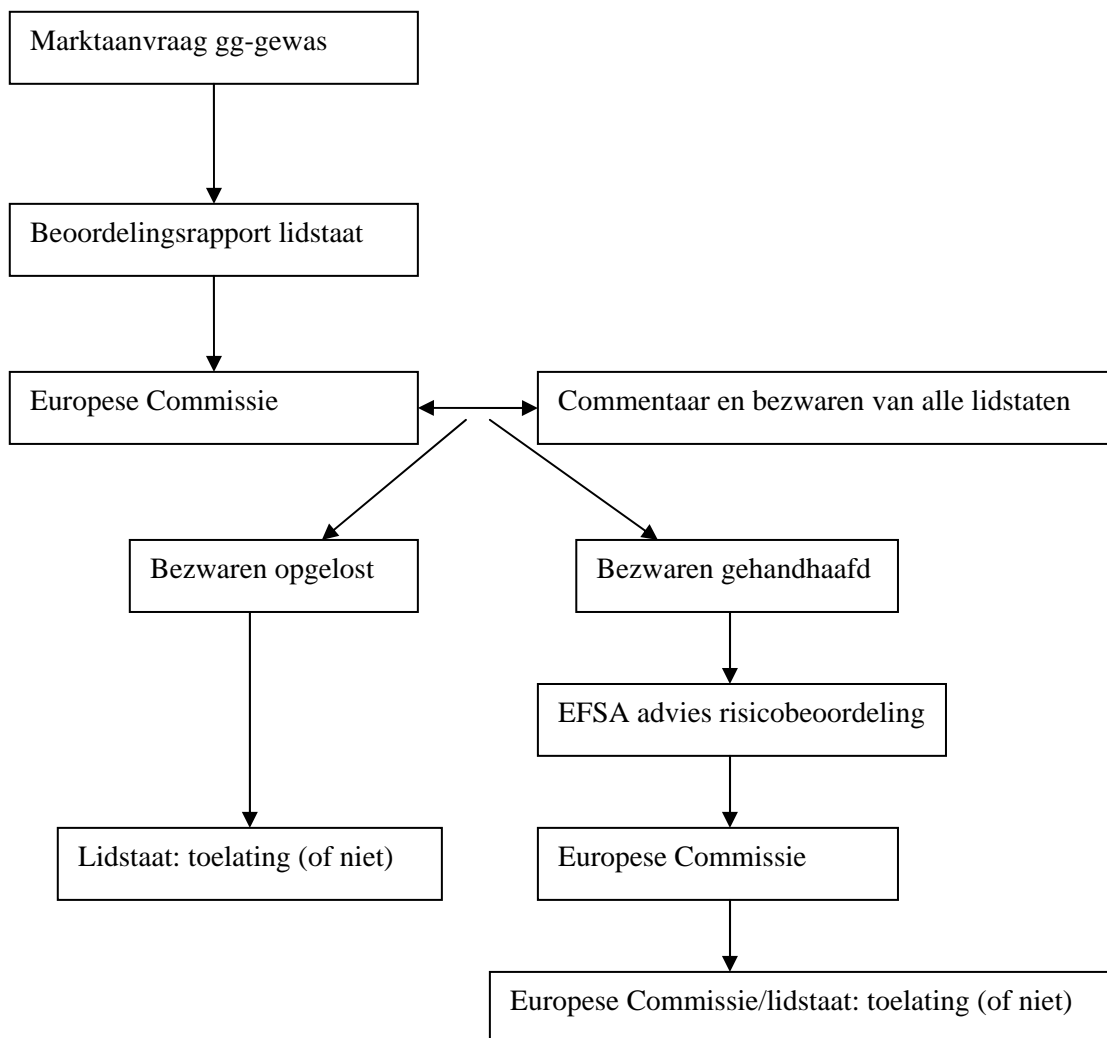 Marktaanvraag gg-gewas
Beoordelingsrapport lidstaat
Europese Commissie
Commentaar en bezwaren van alle lidstaten
Bezwaren opgelost
Bezwaren gehandhaafd
EFSA advies risicobeoordeling
Lidstaat: toelating (of niet)
Europese Commissie
Europese Commissie/lidstaat: toelating (of niet)